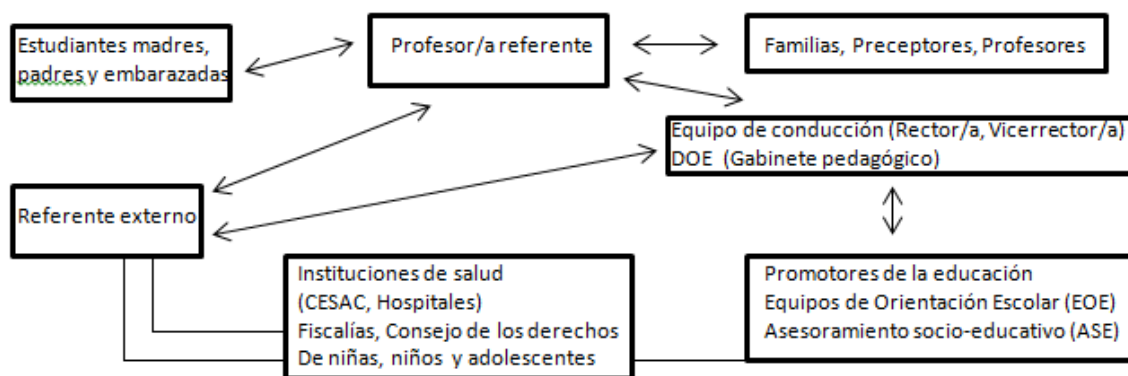 Estudiantes madres,
padres y embarazadas
Profesor/a referente
Familias, Preceptores, Profesores
Equipo de conducción (Rector/a, Vicerrector/a)
DOE (Gabinete pedagógico)
Referente externo
Instituciones de salud
(CESAC, Hospitales)
Fiscalías, Consejo de los derechos
De niñas, niños y adolescentes
Promotores de la educación
Equipos de Orientación Escolar (EOE)
Asesoramiento socio-educativo (ASE)